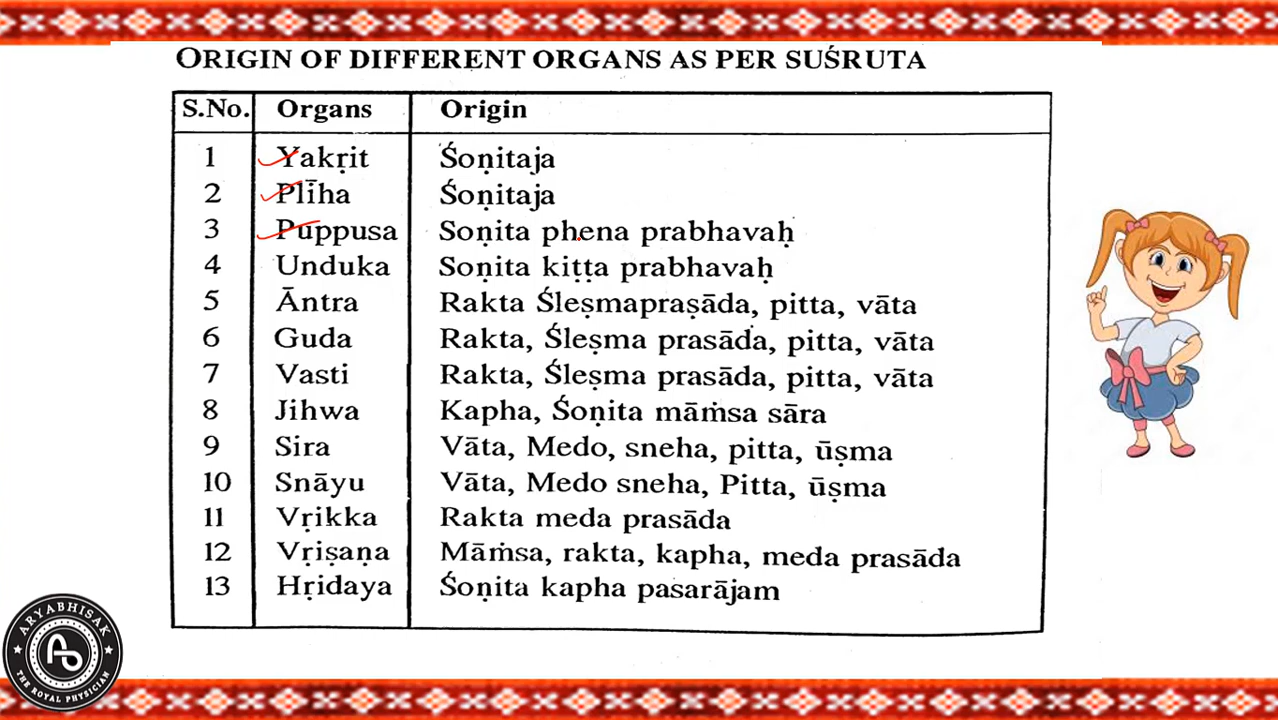 ORIGIN OF DIFFERENT ORGANS AS PER SUŚRUTA
S.No. Organs Origin
1 Yakṛit Śoṇitaja
2 Plīha Śoṇitaja
3 Puppusa Soṇita phena prabhavaḥ
4 Unduka Soṇita kiṭṭa prabhavaḥ
5 Āntra Rakta Śleṣmapraṣāda, pitta, vāta
6 Guda Rakta, Śleṣma prasāda, pitta, vāta
7 Vasti Rakta, Śleṣma prasāda, pitta, vāta
8 Jihwa Kapha, Śoṇita māṁsa sāra
9 Sira Vāta, Medo, sneha, pitta, ūṣma
10 Snāyu Vāta, Medo sneha, Pitta, ūṣma
11 Vṛikka Rakta meda prasāda
12 Vṛiṣaṇa Māṁsa, rakta, kapha, meda prasāda
13 Hṛidaya Śoṇita kapha pasarājam
ARYABHISAK
THE ROYAL PHYSICIAN